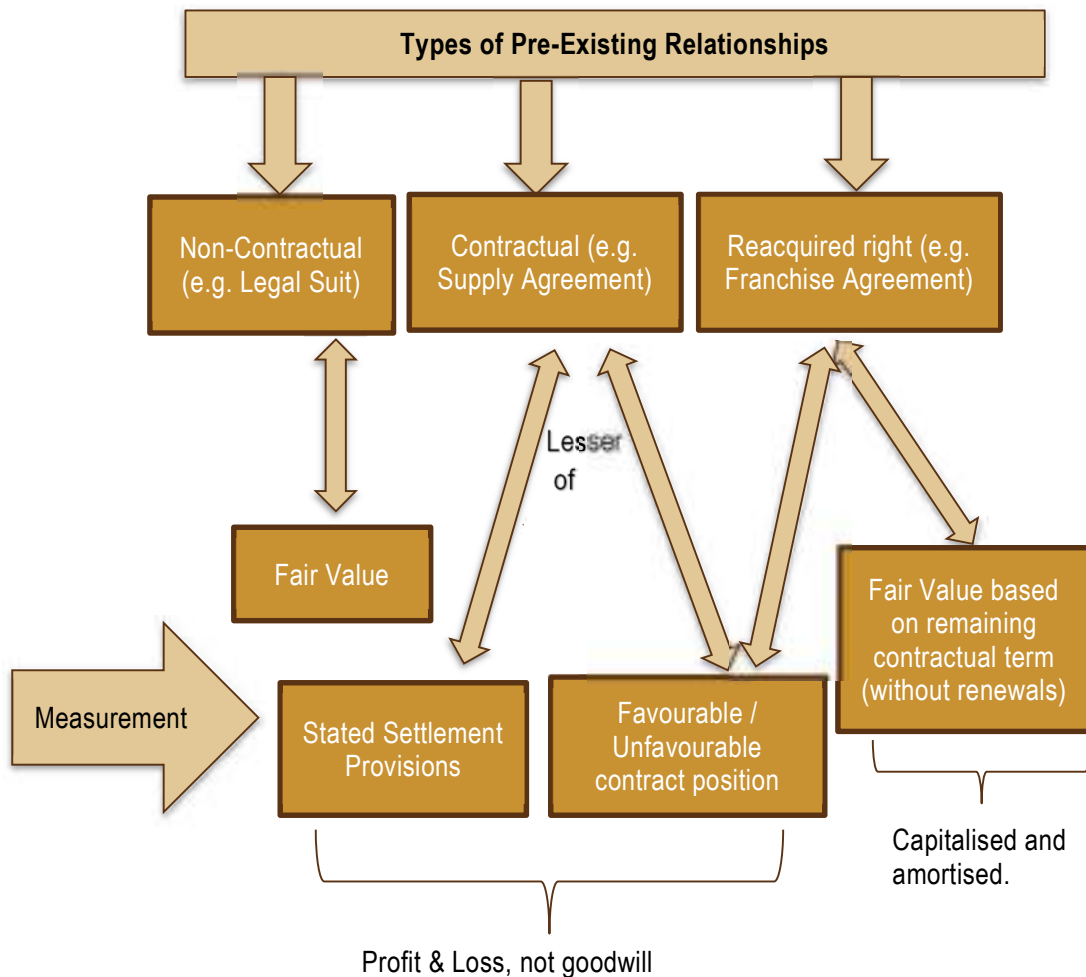 Types of Pre-Existing Relationships
Non-Contractual
(e.g. Legal Suit)
Contractual (e.g.
Supply Agreement)
Reacquired right (e.g.
Franchise Agreement)
Lesser
of
Fair Value
Fair Value based
on remaining
contractual term
(without renewals)
Measurement
Stated Settlement
Provisions
Favourable /
Unfavourable
contract position
Capitalised and
amortised.
Profit & Loss, not goodwill